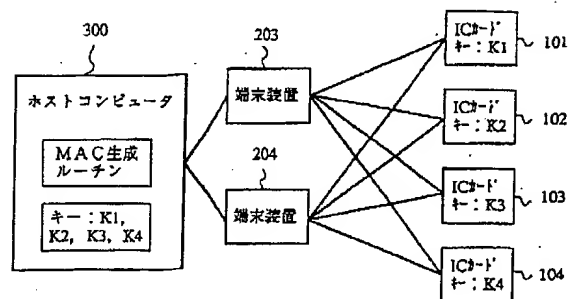 300
ホストコンピュータ
MAC生成
ルーチン
キー：K1,
K2, K3, K4
203
端末装置
204
端末装置
ICカード
キー：K1
101
ICカード
キー：K2
102
ICカード
キー：K3
103
ICカード
キー：K4
104